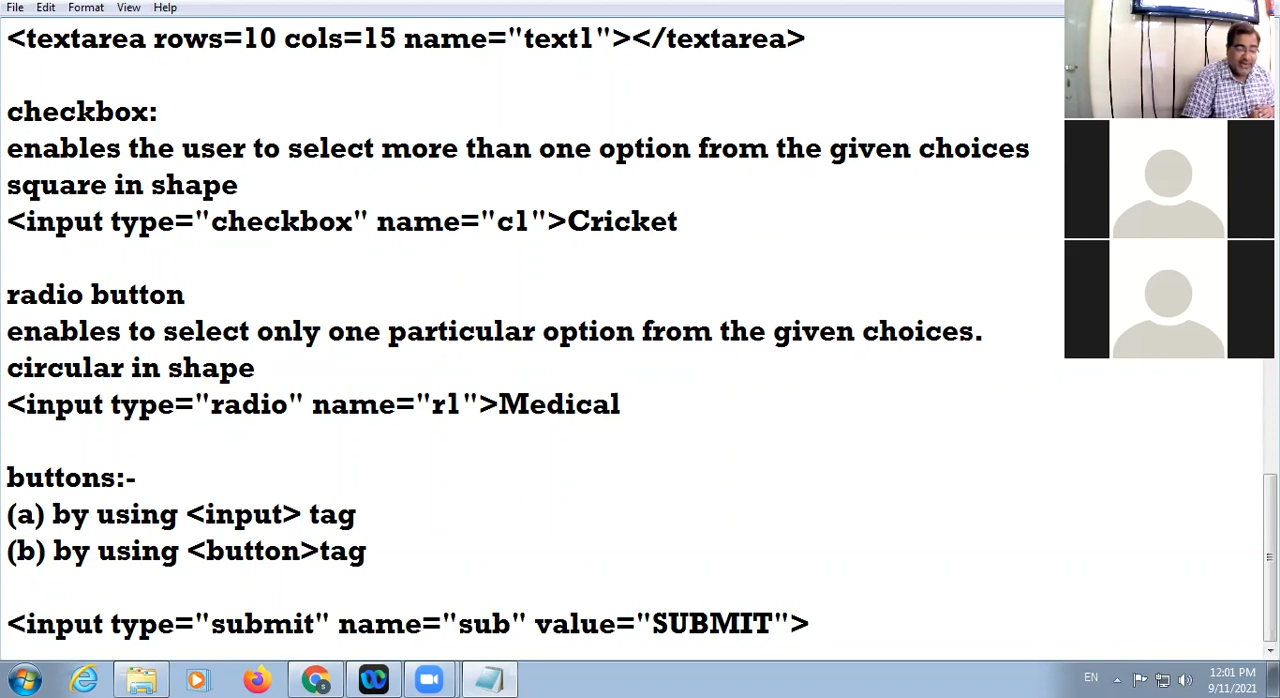 File Edit Format View Help
<textarea rows=10 cols=15 name="text1"></textarea>
checkbox:
enables the user to select more than one option from the given choices
square in shape
<input type="checkbox" name="c1">Cricket
radio button
enables to select only one particular option from the given choices.
circular in shape
<input type="radio" name="r1">Medical
buttons:-
(a) by using <input> tag
(b) by using <button>tag
<input type="submit" name="sub" value="SUBMIT">
EN
12:01 PM
9/11/2021